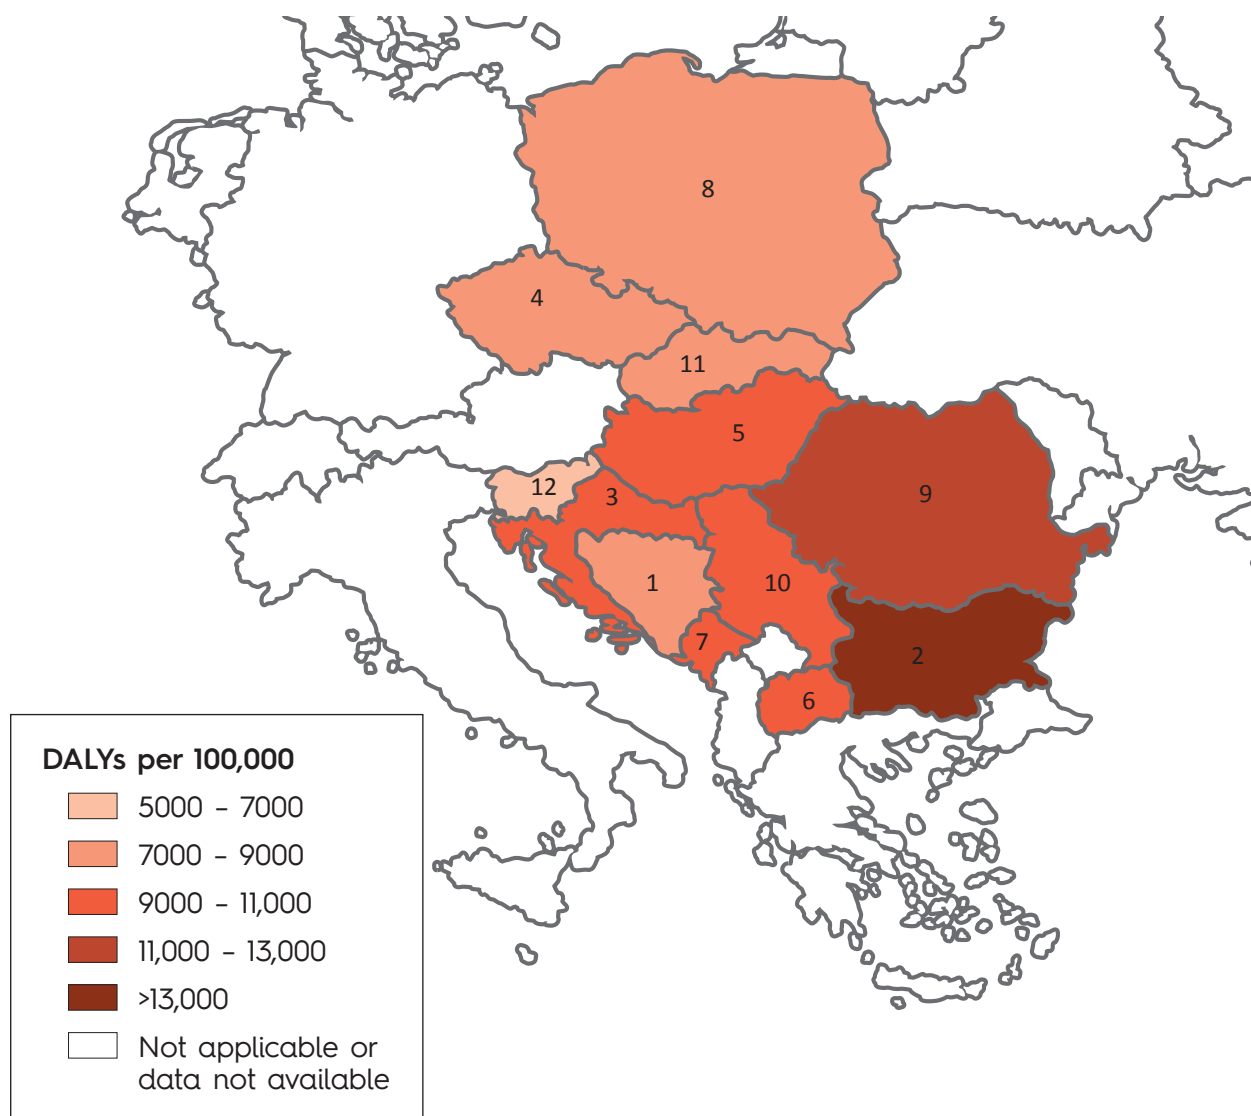 8
4
11
5
12
3
9
1
10
7
2
6
DALYs per 100,000
5000 – 7000
7000 – 9000
9000 – 11,000
11,000 – 13,000
>13,000
Not applicable or
data not available